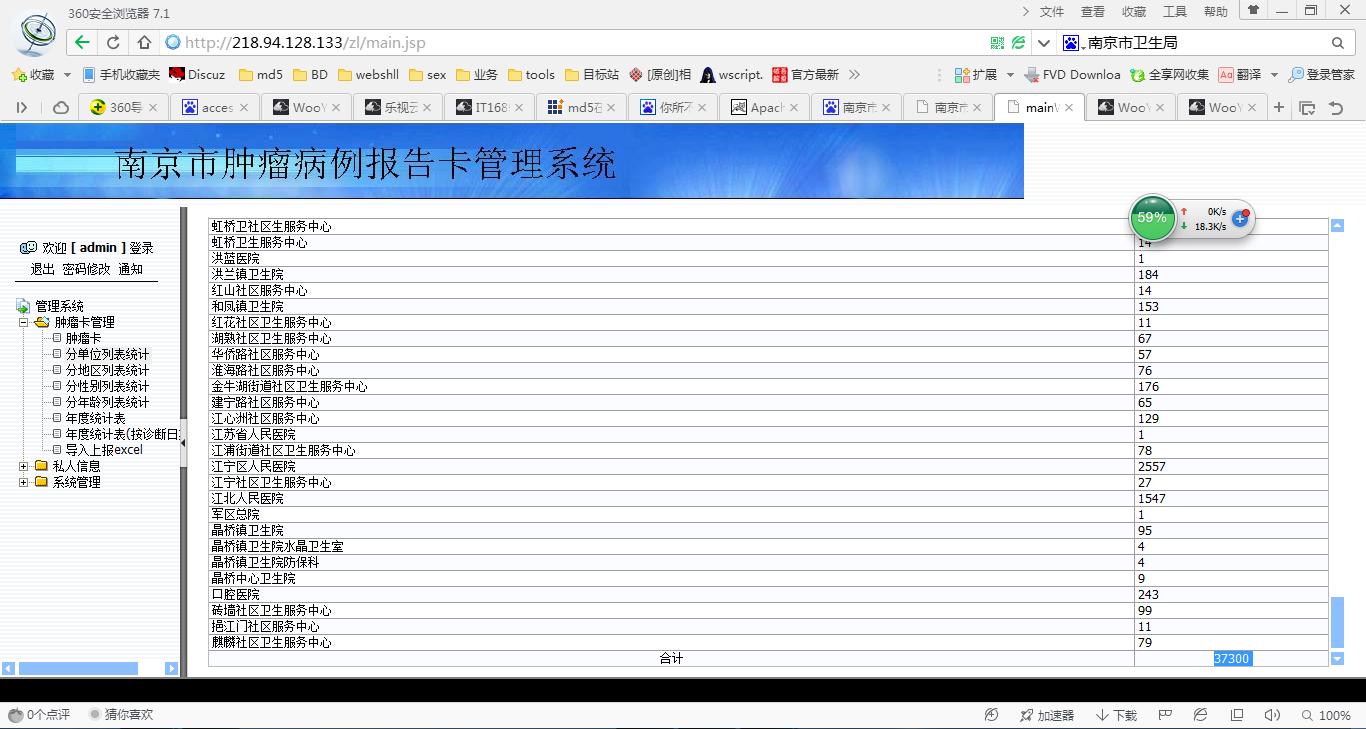 360安全浏览器 7.1 文件 查看 收藏 工具 帮助
http://218.94.128.133/zl/main.jsp 南京市卫生局
收藏 手机收藏夹 Discuz md5 BD webshll sex 业务 tools 目标站 [原创]相 wscript. 官方最新 扩展 FVD Downloa 全享网收集 翻译 登录管家
360导 acces WooV 乐视云 IT168 md5在 你所不 Apach 南京市 南京市 mainV WooV WooV
南京市肿瘤病例报告卡管理系统
59% 0K/s
18.3K/s
欢迎 [ admin ] 登录
退出 密码修改 通知
管理系统
肿瘤卡管理
肿瘤卡
分单位列表统计
分地区列表统计
分性别列表统计
分年龄列表统计
年度统计表
年度统计表(按诊断日
导入上报excel
私人信息
系统管理
虹桥卫社区生服务中心
虹桥卫生服务中心 14
洪蓝医院 1
洪兰镇卫生院 184
红山社区服务中心 14
和凤镇卫生院 153
红花社区卫生服务中心 11
湖熟社区卫生服务中心 67
华侨路社区服务中心 57
淮海路社区服务中心 76
金牛湖街道社区卫生服务中心 176
建宁路社区服务中心 65
江心洲社区服务中心 129
江苏省人民医院 1
江浦街道社区卫生服务中心 78
江宁区人民医院 2557
江宁社区卫生服务中心 27
江北人民医院 1547
军区总院 1
晶桥镇卫生院 95
晶桥镇卫生院水晶卫生室 4
晶桥镇卫生院防保科 4
晶桥中心卫生院 9
口腔医院 243
砖墙社区卫生服务中心 99
挹江门社区服务中心 11
麒麟社区卫生服务中心 79
合计 37300
0个点评 猜你喜欢 加速器 下载 100%